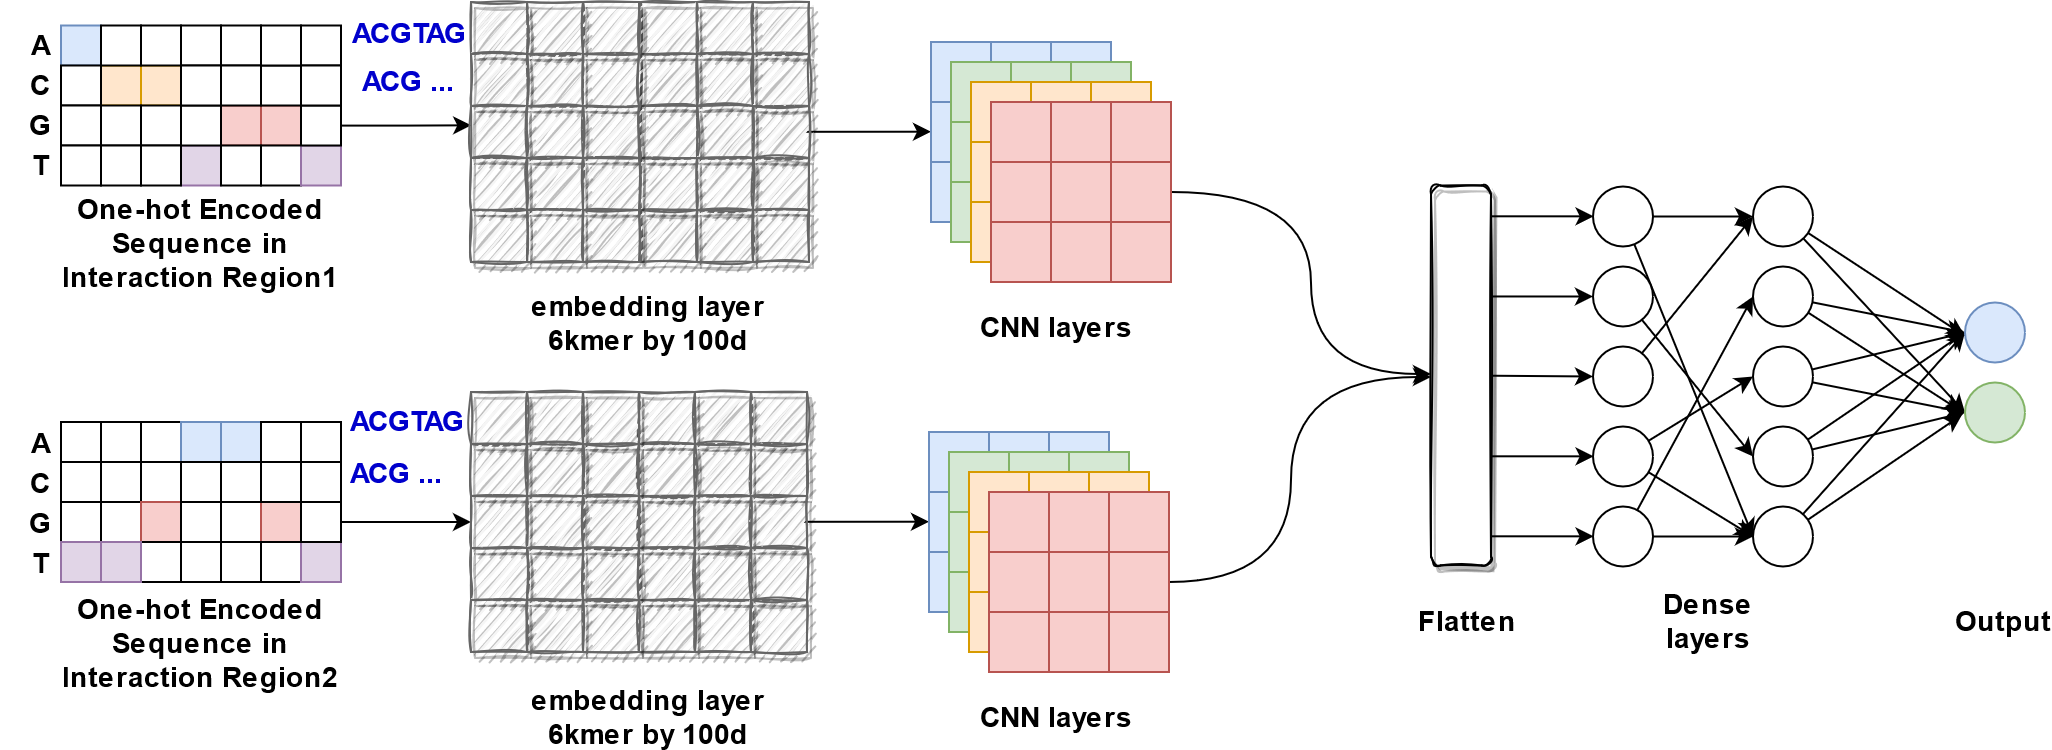 A
C
G
T
One-hot Encoded
Sequence in
Interaction Region1
ACGTAG
ACG ...
embedding layer
6kmer by 100d
CNN layers
A
C
G
T
One-hot Encoded
Sequence in
Interaction Region2
ACGTAG
ACG ...
embedding layer
6kmer by 100d
CNN layers
Flatten
Dense
layers
Output